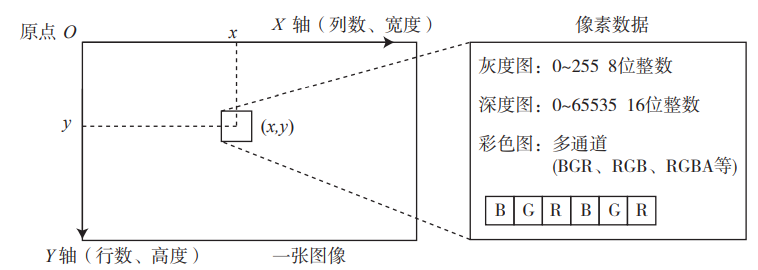 原点 O
x
X 轴（列数、宽度）
像素数据
y
(x,y)
灰度图：0~255 8位整数
深度图：0~65535 16位整数
彩色图：多通道
(BGR、RGB、RGBA等)
B G R B G R
Y 轴（行数、高度）
一张图像